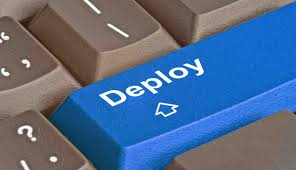 , "
; '
Deploy
?